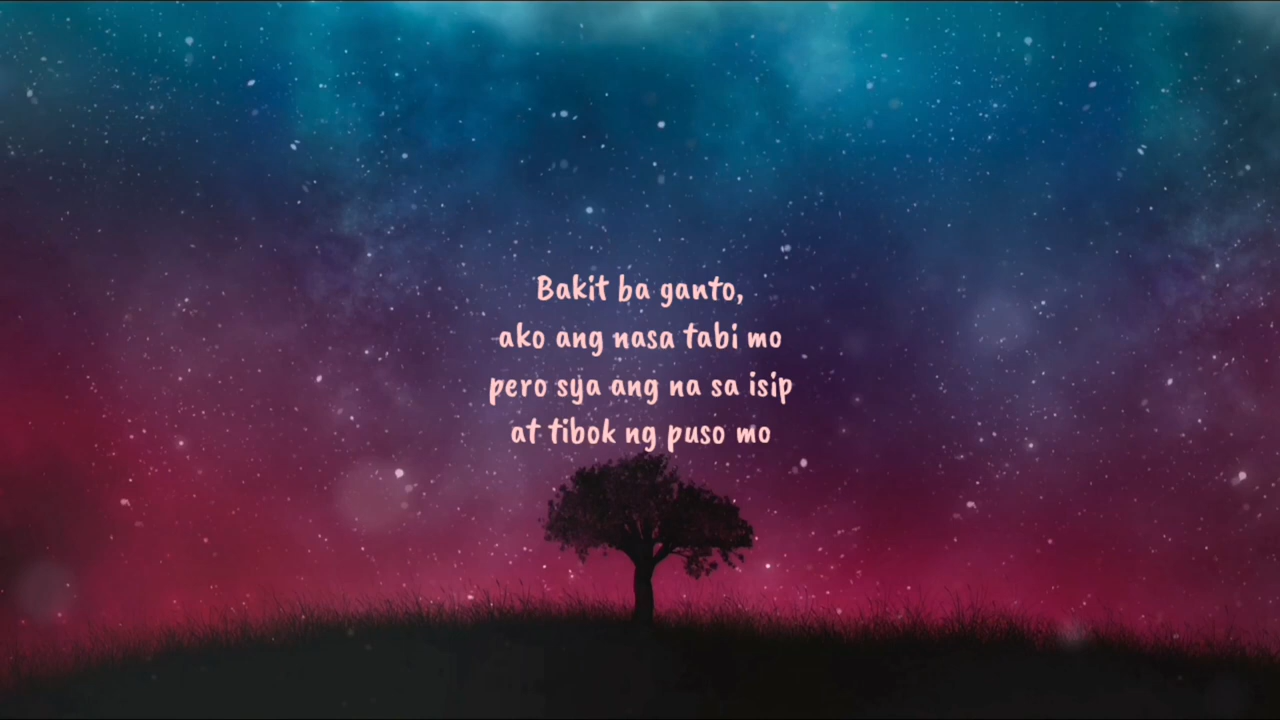 Bakit ba ganto,
ako ang nasa tabi mo
pero sya ang na sa isip
at tibok ng puso mo